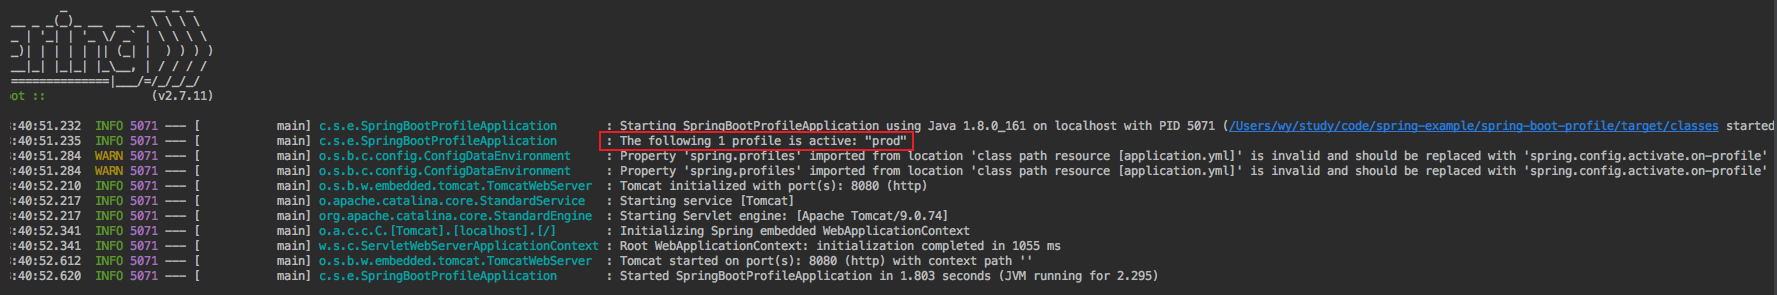 _            __ _ _
__ _ _(_)_ __  __ _ \ \ \ \
_ | '_| | '_ \/ _` | \ \ \ \
_)| | | | | || (_| |  ) ) ) )
__|_| |_|_| |_\__, | / / / /
==============|___/=/_/_/_/
oot ::               (v2.7.11)
:40:51.232  INFO 5071 --- [           main] c.s.e.SpringBootProfileApplication       : Starting SpringBootProfileApplication using Java 1.8.0_161 on localhost with PID 5071 (/Users/wy/study/code/spring-example/spring-boot-profile/target/classes started
:40:51.235  INFO 5071 --- [           main] c.s.e.SpringBootProfileApplication       : The following 1 profile is active: "prod"
:40:51.284  WARN 5071 --- [           main] o.s.b.c.config.ConfigDataEnvironment     : Property 'spring.profiles' imported from location 'class path resource [application.yml]' is invalid and should be replaced with 'spring.config.activate.on-profile'
:40:51.284  WARN 5071 --- [           main] o.s.b.c.config.ConfigDataEnvironment     : Property 'spring.profiles' imported from location 'class path resource [application.yml]' is invalid and should be replaced with 'spring.config.activate.on-profile'
:40:52.210  INFO 5071 --- [           main] o.s.b.w.embedded.tomcat.TomcatWebServer  : Tomcat initialized with port(s): 8080 (http)
:40:52.217  INFO 5071 --- [           main] o.apache.catalina.core.StandardService   : Starting service [Tomcat]
:40:52.217  INFO 5071 --- [           main] org.apache.catalina.core.StandardEngine  : Starting Servlet engine: [Apache Tomcat/9.0.74]
:40:52.341  INFO 5071 --- [           main] o.a.c.c.C.[Tomcat].[localhost].[/]       : Initializing Spring embedded WebApplicationContext
:40:52.341  INFO 5071 --- [           main] w.s.c.ServletWebServerApplicationContext : Root WebApplicationContext: initialization completed in 1055 ms
:40:52.612  INFO 5071 --- [           main] o.s.b.w.embedded.tomcat.TomcatWebServer  : Tomcat started on port(s): 8080 (http) with context path ''
:40:52.620  INFO 5071 --- [           main] c.s.e.SpringBootProfileApplication       : Started SpringBootProfileApplication in 1.803 seconds (JVM running for 2.295)